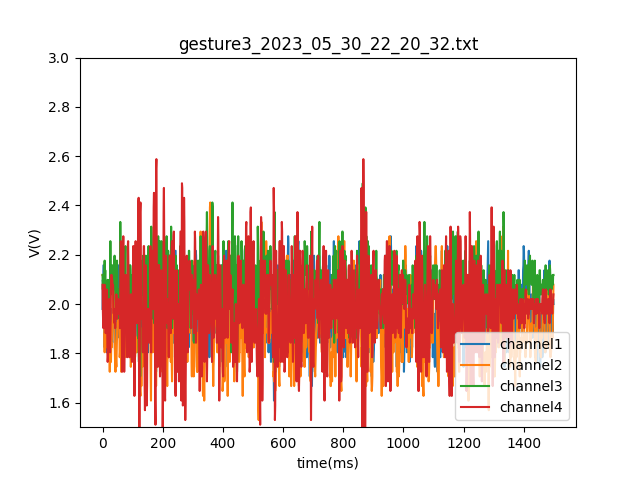 gesture3_2023_05_30_22_20_32.txt
V(V)
3.0
2.8
2.6
2.4
2.2
2.0
1.8
1.6
channel1
channel2
channel3
channel4
0 200 400 600 800 1000 1200 1400
time(ms)